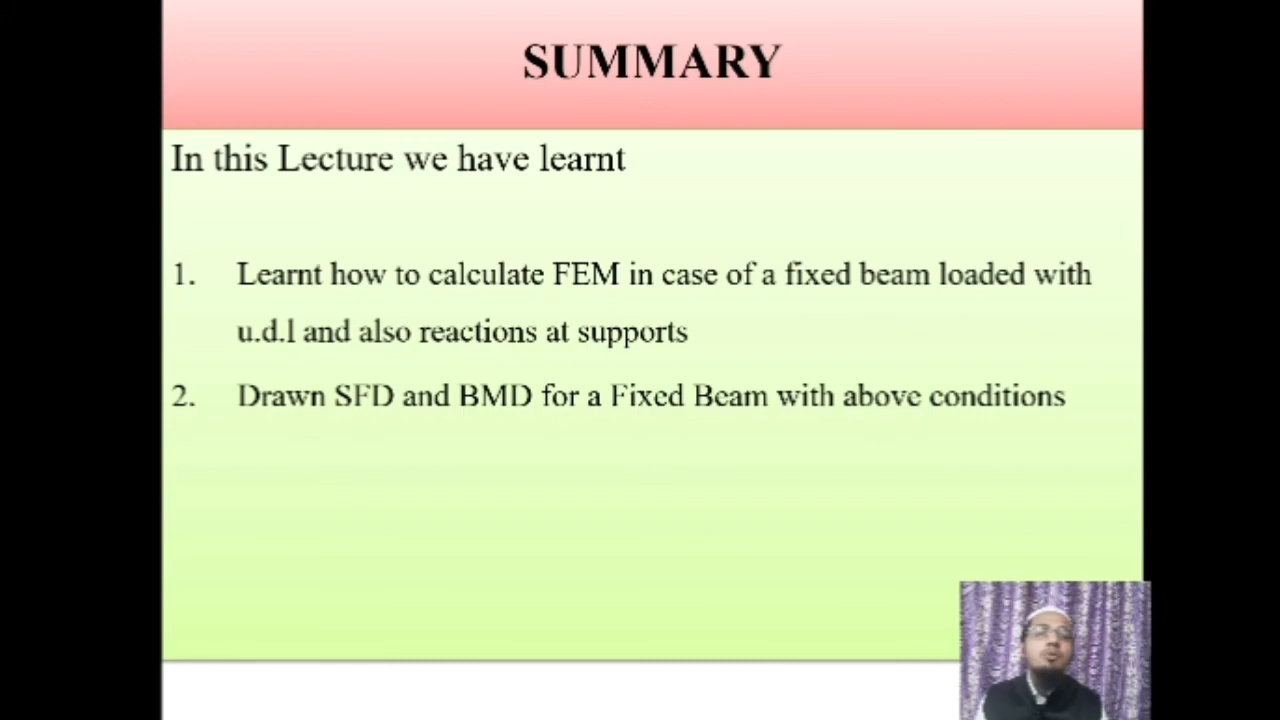 SUMMARY
In this Lecture we have learnt
1. Learnt how to calculate FEM in case of a fixed beam loaded with
u.d.l and also reactions at supports
2. Drawn SFD and BMD for a Fixed Beam with above conditions